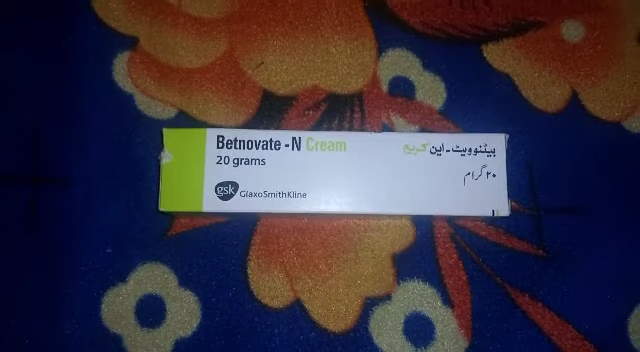 Betnovate - N Cream
20 grams
gsk GlaxoSmithKline
بیٹنوویٹ - این کریم
۲۰ گرام